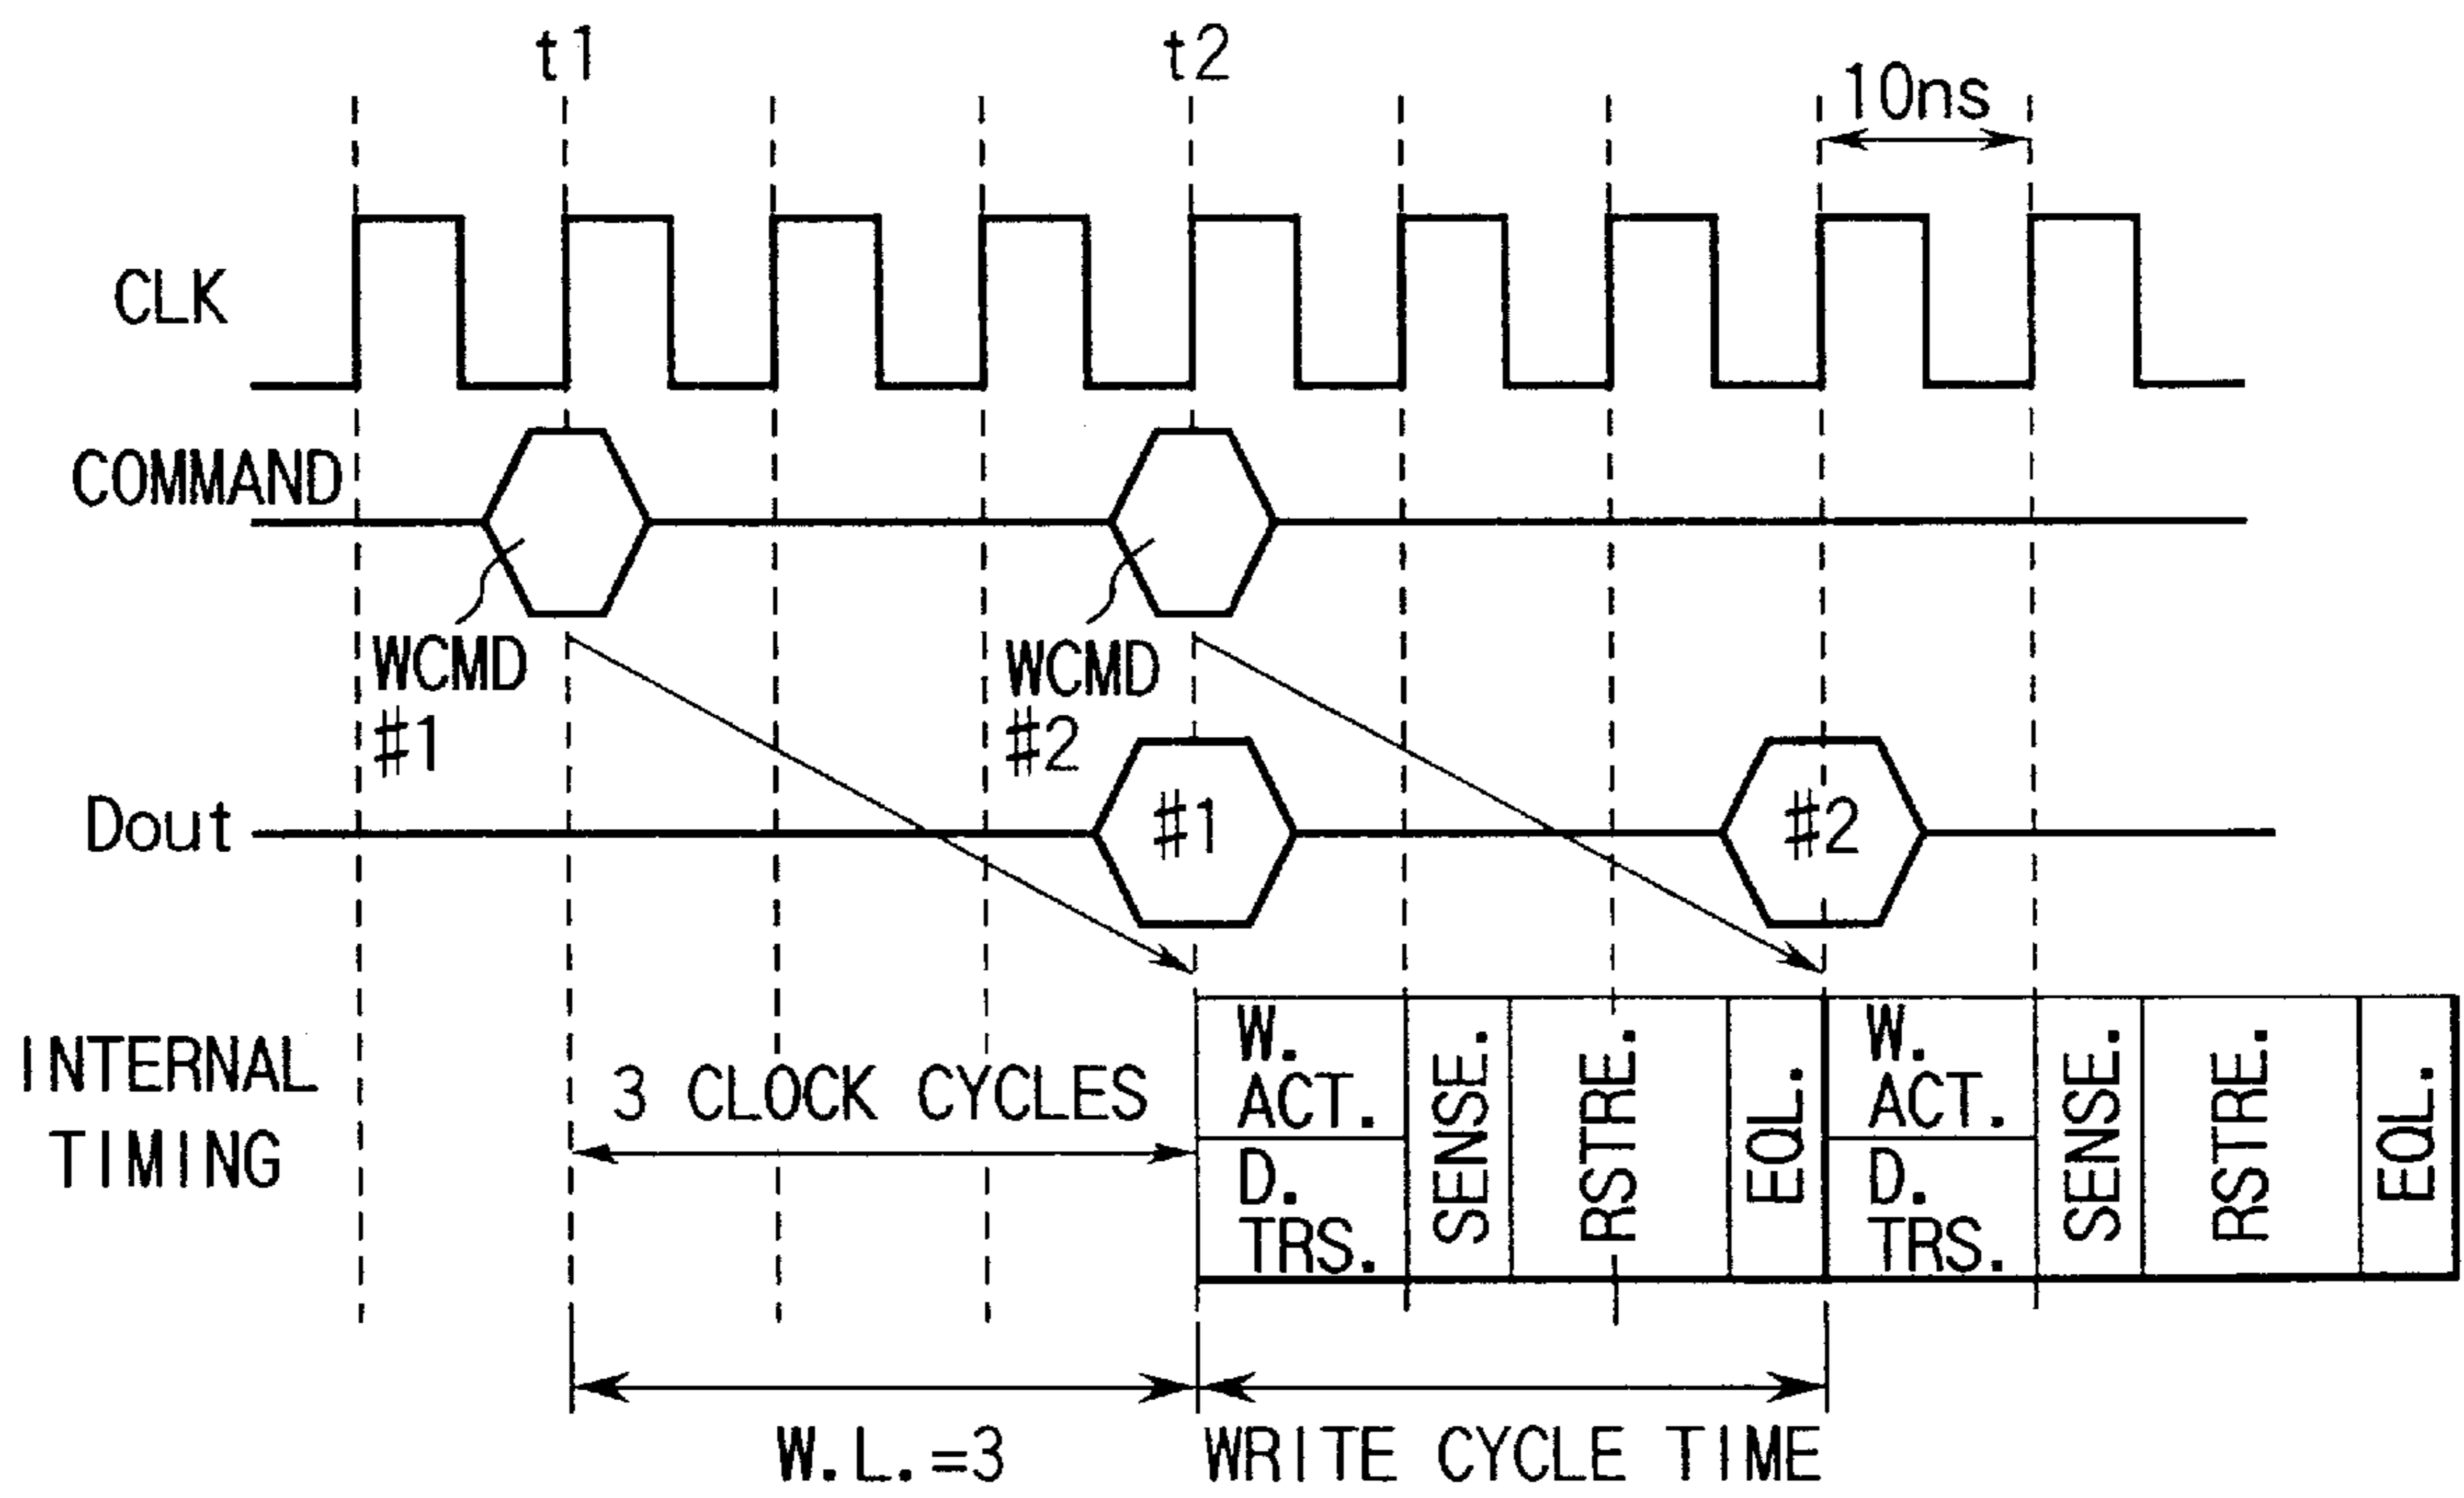 t1
t2
10ns
CLK
COMMAND
WCMD
#1
WCMD
#2
Dout
#1
#2
INTERNAL
TIMING
3 CLOCK CYCLES
W.
ACT.
D.
TRS.
SENSE.
RSTRE.
EQL.
W.
ACT.
D.
TRS.
SENSE.
RSTRE.
EQL.
W.L.=3
WRITE CYCLE TIME